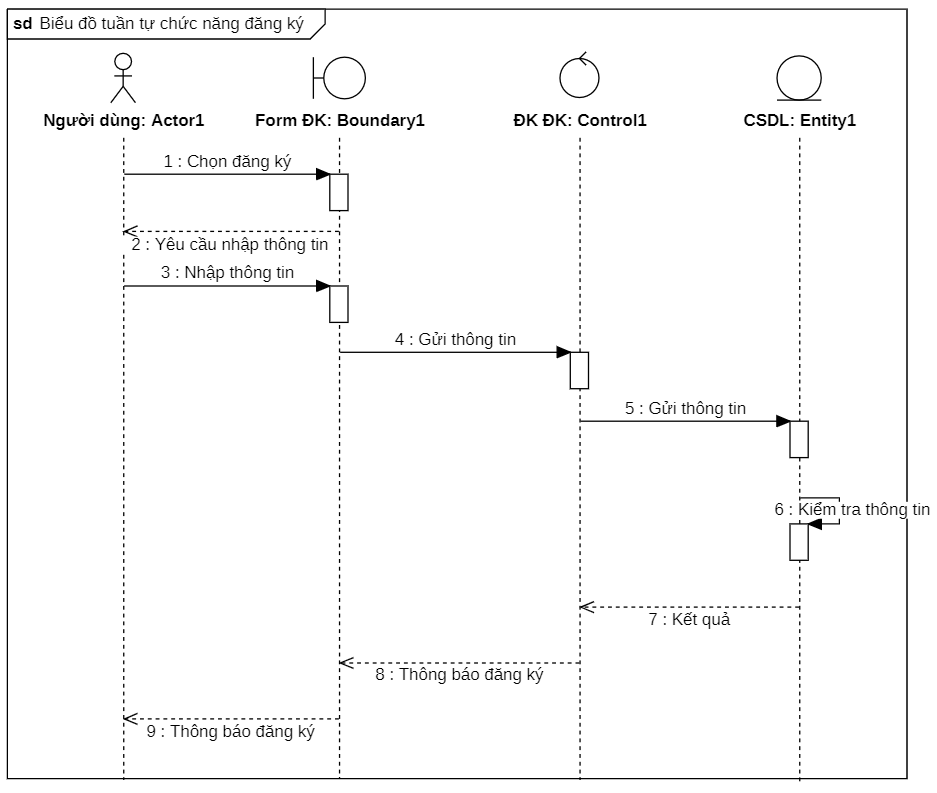 sd Biểu đồ tuần tự chức năng đăng ký
Người dùng: Actor1
Form ĐK: Boundary1
ĐK ĐK: Control1
CSDL: Entity1
1 : Chọn đăng ký
2 : Yêu cầu nhập thông tin
3 : Nhập thông tin
4 : Gửi thông tin
5 : Gửi thông tin
6 : Kiểm tra thông tin
7 : Kết quả
8 : Thông báo đăng ký
9 : Thông báo đăng ký